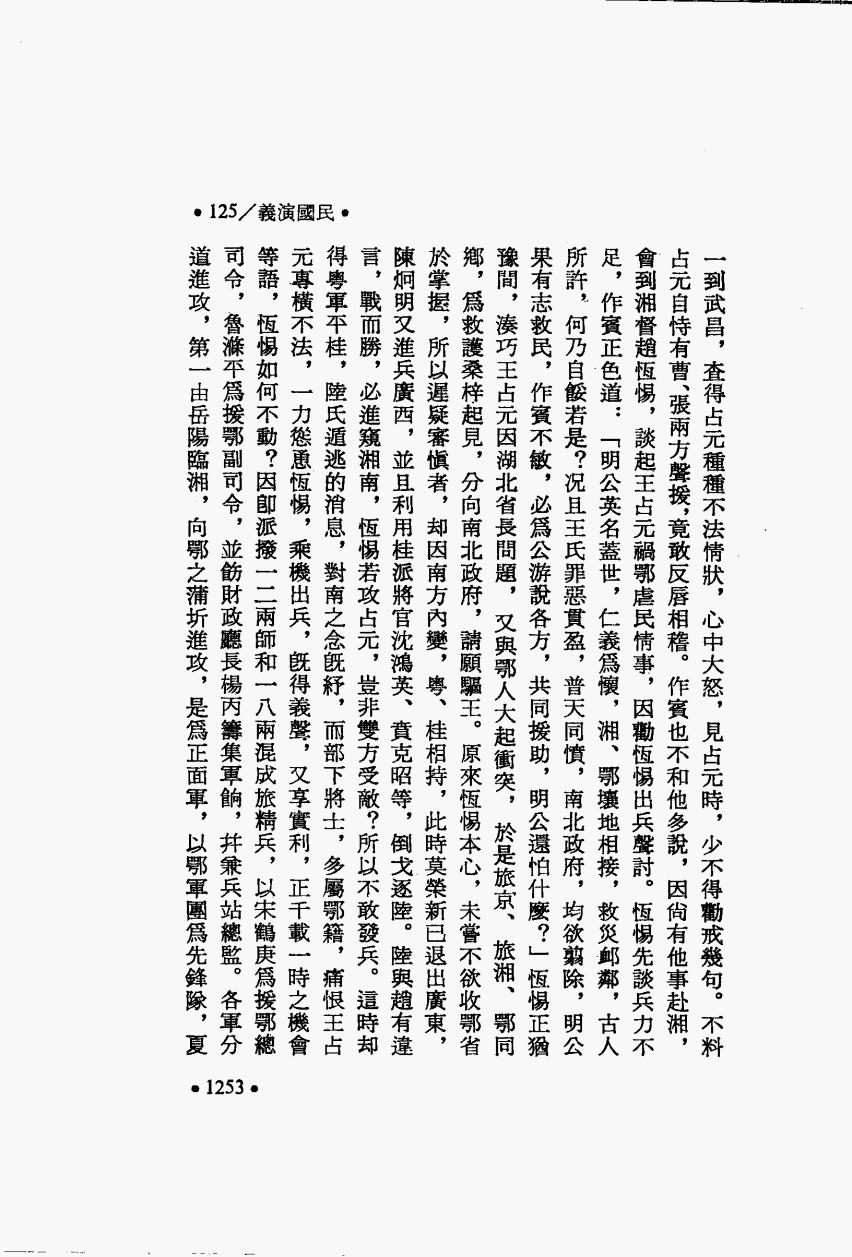 •125/義演國民•
一到武昌，查得占元種種不法情狀，心中大怒，見占元時，少不得勸戒幾句。不料
占元自恃有曹、張兩方聲援，竟敢反唇相稽。作賓也不和他多說，因尙有他事赴湘，
會到湘督趙恆惕，談起王占元禍鄂虐民情事，因勸恆惕出兵聲討。恆惕先談兵力不
足，作賓正色道：「明公英名蓋世，仁義爲懷，湘、鄂壤地相接，救災卹鄰，古人
所許，何乃自餒若是？況且王氏罪惡貫盈，普天同憤，南北政府，均欲翦除，明公
果有志救民，作賓不敏，必爲公游說各方，共同援助，明公還怕什麼？」恆惕正猶
豫間，湊巧王占元因湖北省長問題，又與鄂人大起衝突，於是旅京、旅湘、鄂同
鄉，爲救護桑梓起見，分向南北政府，請願驅王。原來恆惕本心，未嘗不欲收鄂省
於掌握，所以遲疑審愼者，却因南方內變，粵、桂相持，此時莫榮新已退出廣東，
陳炯明又進兵廣西，並且利用桂派將官沈鴻英、賁克昭等，倒戈逐陸。陸與趙有違
言，戰而勝，必進窺湘南，恆惕若攻占元，豈非雙方受敵？所以不敢發兵。這時却
得粵軍平桂，陸氏遁逃的消息，對南之念旣紓，而部下將士，多屬鄂籍，痛恨王占
元專橫不法，一力慫恿恆惕，乘機出兵，旣得義聲，又享實利，正千載一時之機會
等語，恆惕如何不動？因卽派撥一二兩師和一八兩混成旅精兵，以宋鶴庚爲援鄂總
司令，魯滌平爲援鄂副司令，並飭財政廳長楊丙籌集軍餉，幷兼兵站總監。各軍分
道進攻，第一由岳陽臨湘，向鄂之蒲圻進攻，是爲正面軍，以鄂軍團爲先鋒隊，夏
•1253•